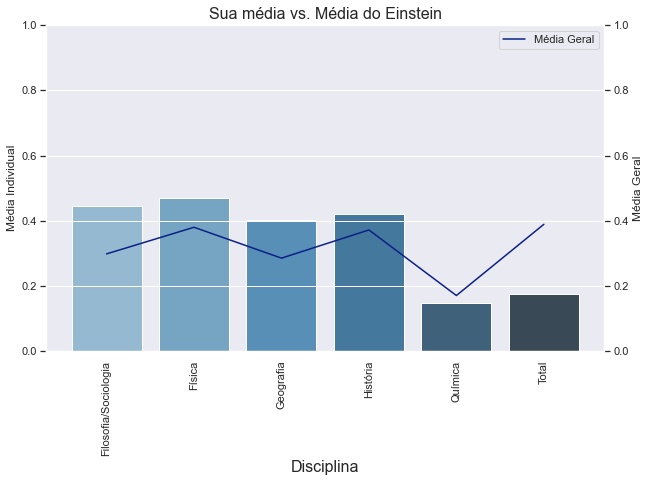 Sua média vs. Média do Einstein
1.0
0.8
0.6
0.4
0.2
0.0
Média Individual
1.0
0.8
0.6
0.4
0.2
0.0
Média Geral
Média Geral
Filosofia/Sociologia
Física
Geografia
História
Química
Total
Disciplina